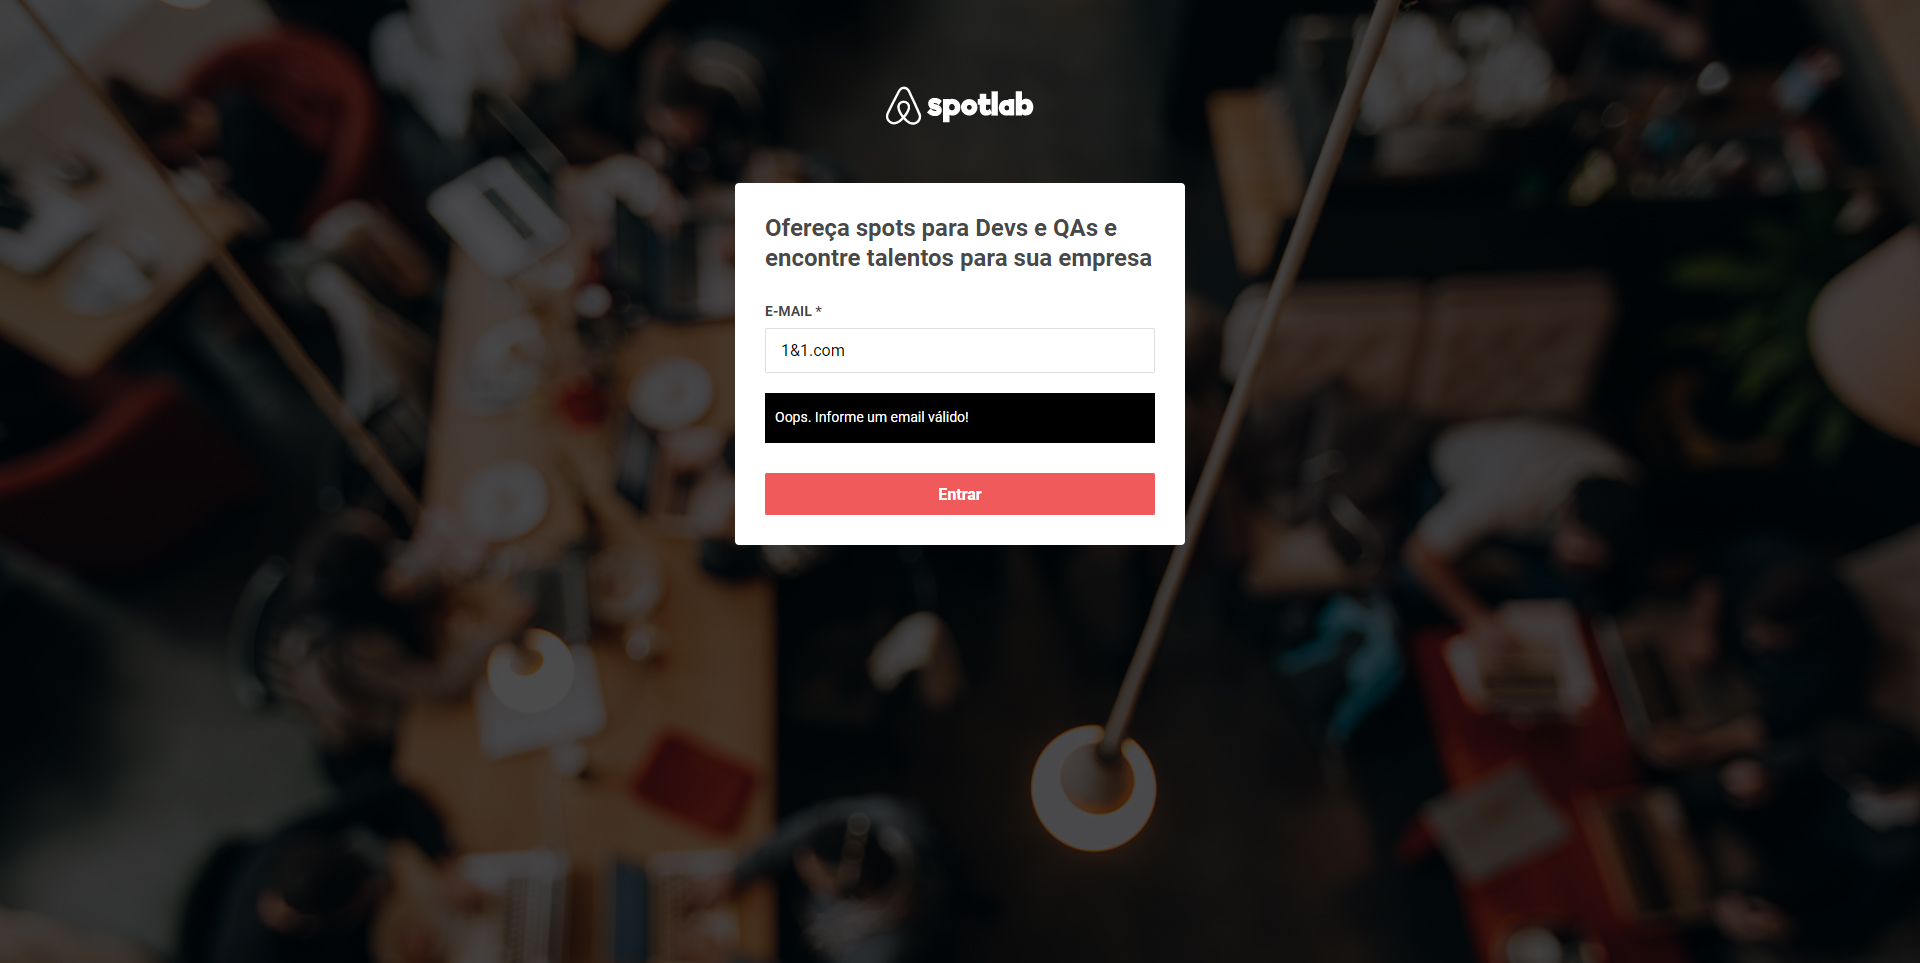 spotlab
Ofereça spots para Devs e QAs e
encontre talentos para sua empresa
E-MAIL *
1&1.com
Oops. Informe um email válido!
Entrar